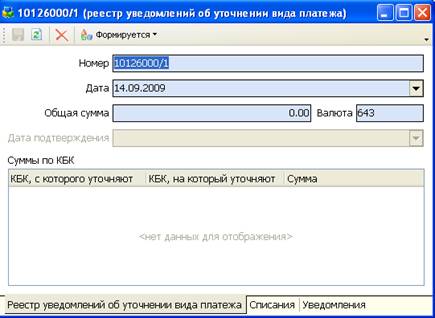 10126000/1 (реестр уведомлений об уточнении вида платежа)
Формируется
Номер 10126000/1
Дата 14.09.2009
Общая сумма 0.00 Валюта 643
Дата подтверждения
Суммы по КБК
КБК, с которого уточняют КБК, на который уточняют Сумма
<нет данных для отображения>
Реестр уведомлений об уточнении вида платежа Списания Уведомления